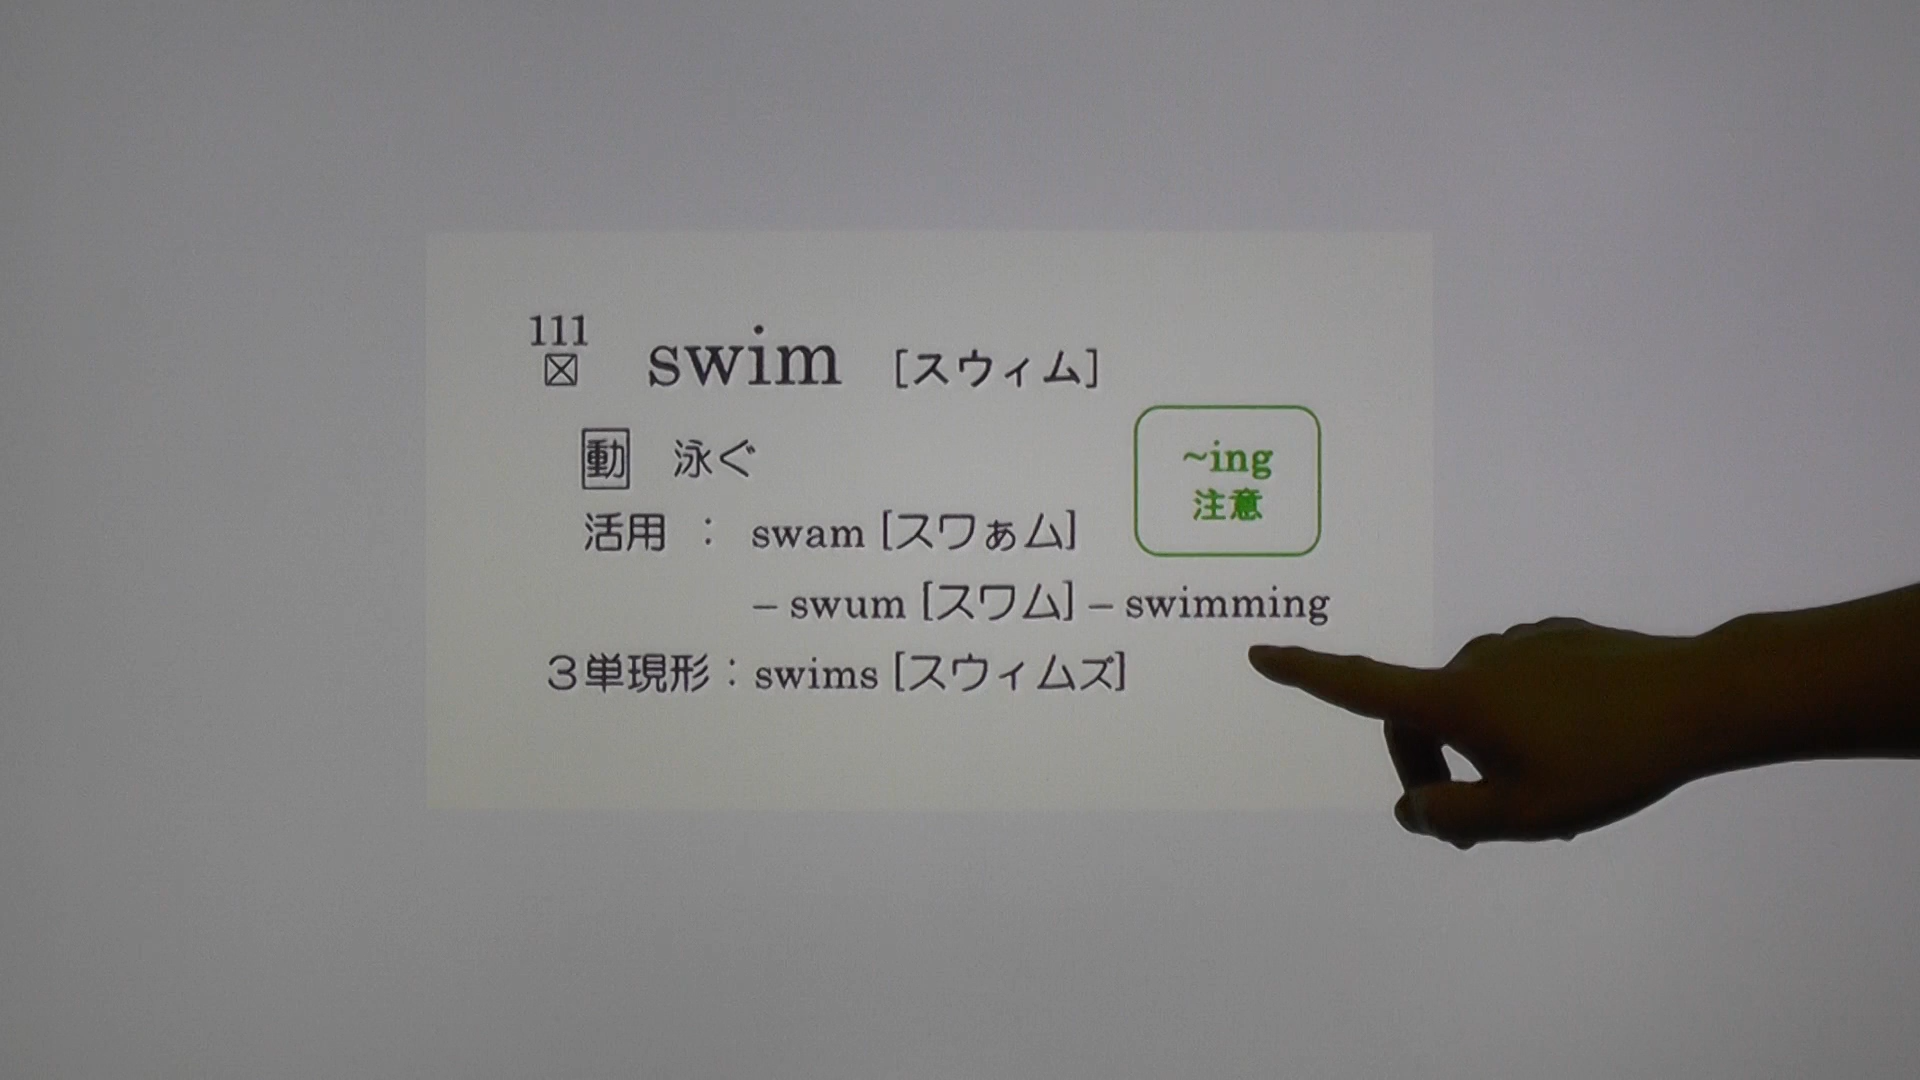 111
swim [スウィム]
動 泳ぐ
~ing
注意
活用 : swam [スワぁム]
– swum [スワム] – swimming
3単現形 : swims [スウィムズ]